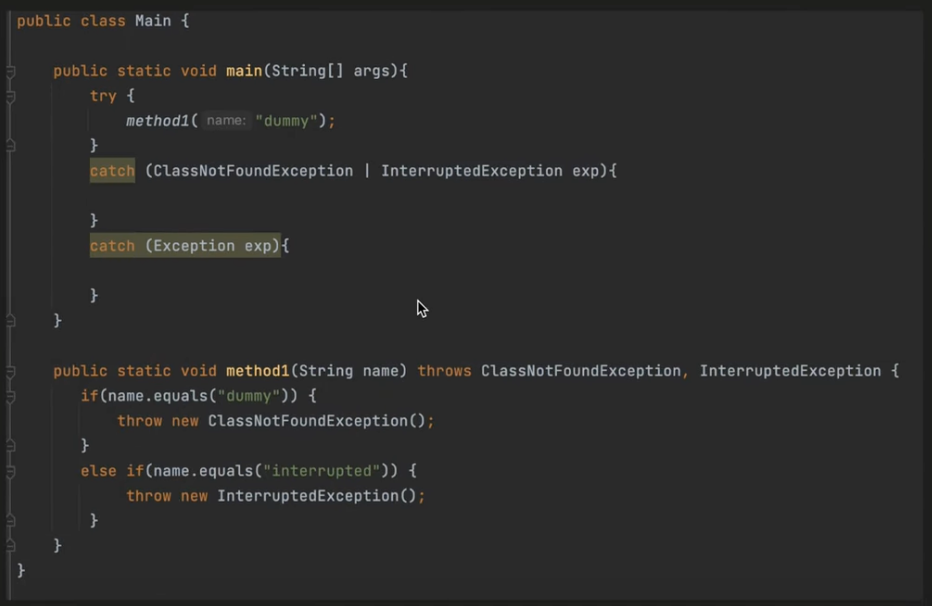 public class Main {
public static void main(String[] args){
try {
method1( name: "dummy");
}
catch (ClassNotFoundException | InterruptedException exp){
}
catch (Exception exp){
}
}
public static void method1(String name) throws ClassNotFoundException, InterruptedException {
if(name.equals("dummy")) {
throw new ClassNotFoundException();
}
else if(name.equals("interrupted")) {
throw new InterruptedException();
}
}
}